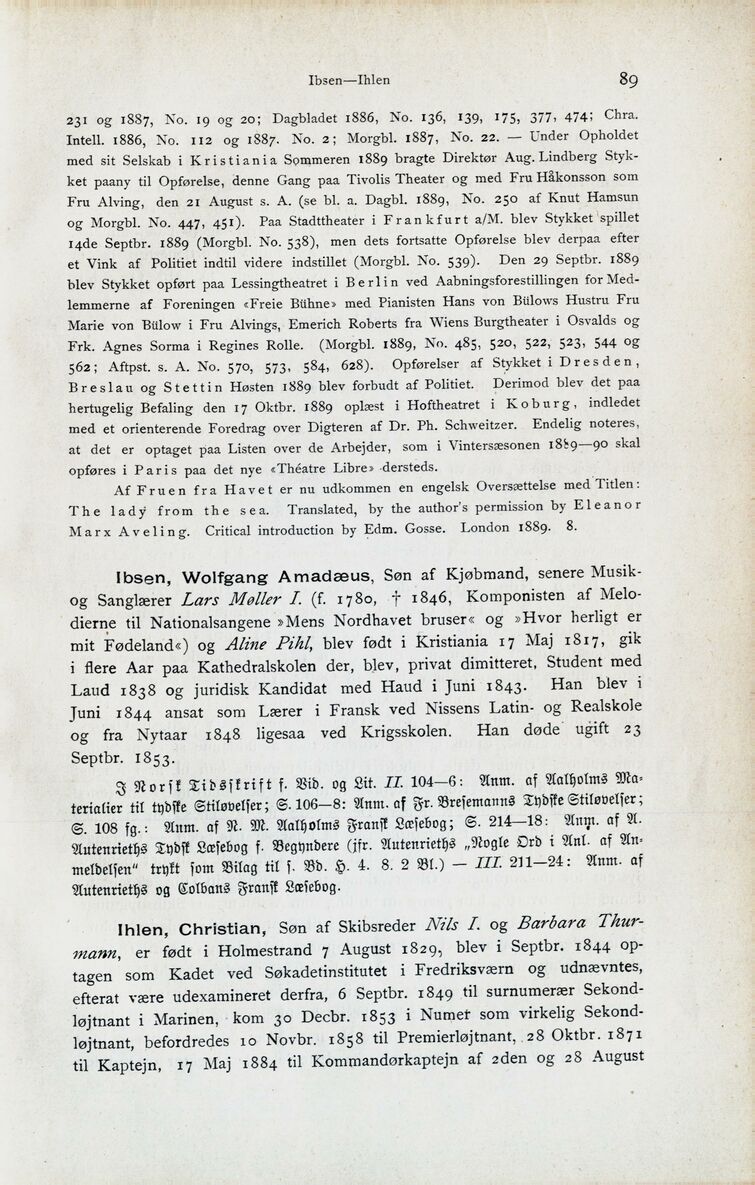 Ibsen—Ihlen 89
231 og 1887, No. 19 og 20; Dagbladet 1886, No. 136, 139, 175, 377, 474; Chra.
Intell. 1886, No. 112 og 1887. No. 2; Morgbl. 1887, No. 22. — Under Opholdet
med sit Selskab i Kristiania Sommeren 1889 bragte Direktør Aug. Lindberg Styk-
ket paany til Opførelse, denne Gang paa Tivolis Theater og med Fru Håkonsson som
Fru Alving, den 21 August s. A. (se bl. a. Dagbl. 1889, No. 250 af Knut Hamsun
og Morgbl. No. 447, 451). Paa Stadttheater i Frankfurt a/M. blev Stykket spillet
14de Septbr. 1889 (Morgbl. No. 538), men dets fortsatte Opførelse blev derpaa efter
et Vink af Politiet indtil videre indstillet (Morgbl. No. 539). Den 29 Septbr. 1889
blev Stykket opført paa Lessingtheatret i Berlin ved Aabningsforestillingen for Med-
lemmerne af Foreningen «Freie Bühne» med Pianisten Hans von Bülows Hustru Fru
Marie von Bülow i Fru Alvings, Emerich Roberts fra Wiens Burgtheater i Osvalds og
Frk. Agnes Sorma i Regines Rolle. (Morgbl. 1889, No. 485, 520, 522, 523, 544 og
562; Aftpst. s. A. No. 570, 573, 584, 628). Opførelser af Stykket i Dresden,
Breslau og Stettin Høsten 1889 blev forbudt af Politiet. Derimod blev det paa
hertugelig Befaling den 17 Oktbr. 1889 oplæst i Hoftheatret i Koburg, indledet
med et orienterende Foredrag over Digteren af Dr. Ph. Schweitzer. Endelig noteres,
at det er optaget paa Listen over de Arbejder, som i Vintersæsonen 1889—90 skal
opføres i Paris paa det nye «Théatre Libre» dersteds.
Af Fruen fra Havet er nu udkommen en engelsk Oversættelse med Titlen:
The lady from the sea. Translated, by the author's permission by Eleanor
Marx Aveling. Critical introduction by Edm. Gosse. London 1889. 8.
Ibsen, Wolfgang Amadæus, Søn af Kjøbmand, senere Musik-
og Sanglærer Lars Møller I. (f. 1780, † 1846, Komponisten af Melo-
dierne til Nationalsangene »Mens Nordhavet bruser« og »Hvor herligt er
mit Fødeland«) og Aline Pihl, blev født i Kristiania 17 Maj 1817, gik
i flere Aar paa Kathedralskolen der, blev, privat dimitteret, Student med
Laud 1838 og juridisk Kandidat med Haud i Juni 1843. Han blev i
Juni 1844 ansat som Lærer i Fransk ved Nissens Latin- og Realskole
og fra Nytaar 1848 ligesaa ved Krigsskolen. Han døde ugift 23
Septbr. 1853.
I Norsk Tidsskrift f. Vid. og Lit. II. 104—6: Anm. af Aalholms Ma-
terialier til tydske Stiløvelser; S. 106—8: Anm. af Fr. Bresemanns Tydske Stiløvelser;
S. 108 fg.: Anm. af N. M. Aalholms Fransk Læsebog; S. 214—18: Anm. af A.
Autenrieths Tydsk Læsebog f. Begyndere (jfr. Autenrieths „Nogle Ord i Anl. af An-
meldelsen" trykt som Bilag til s. Bd. H. 4. 8. 2 Bl.) — III. 211—24: Anm. af
Autenrieths og Colbans Fransk Læsebog.
Ihlen, Christian, Søn af Skibsreder Nils I. og Barbara Thur-
mann, er født i Holmestrand 7 August 1829, blev i Septbr. 1844 op-
tagen som Kadet ved Søkadetinstitutet i Fredriksværn og udnævntes,
efterat være udexamineret derfra, 6 Septbr. 1849 til surnumerær Sekond-
løjtnant i Marinen, kom 30 Decbr. 1853 i Numer som virkelig Sekond-
løjtnant, befordredes 10 Novbr. 1858 til Premierløjtnant, 28 Oktbr. 1871
til Kaptejn, 17 Maj 1884 til Kommandørkaptejn af 2den og 28 August